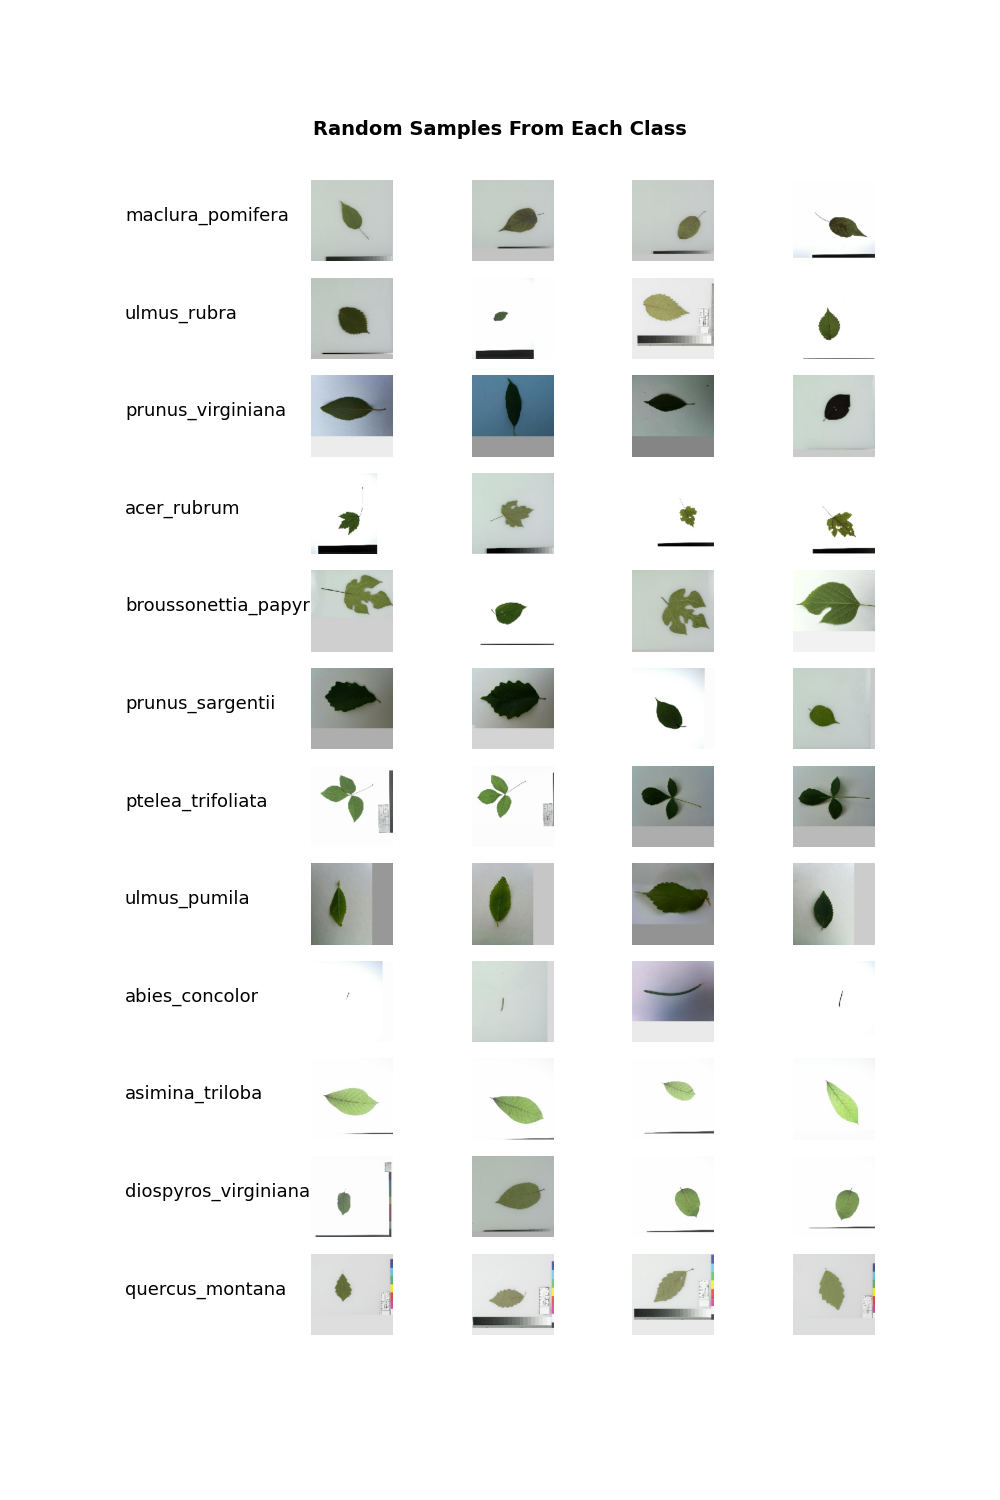 Random Samples From Each Class
maclura_pomifera
ulmus_rubra
prunus_virginiana
acer_rubrum
broussonettia_papyr
prunus_sargentii
ptelea_trifoliata
ulmus_pumila
abies_concolor
asimina_triloba
diospyros_virginiana
quercus_montana